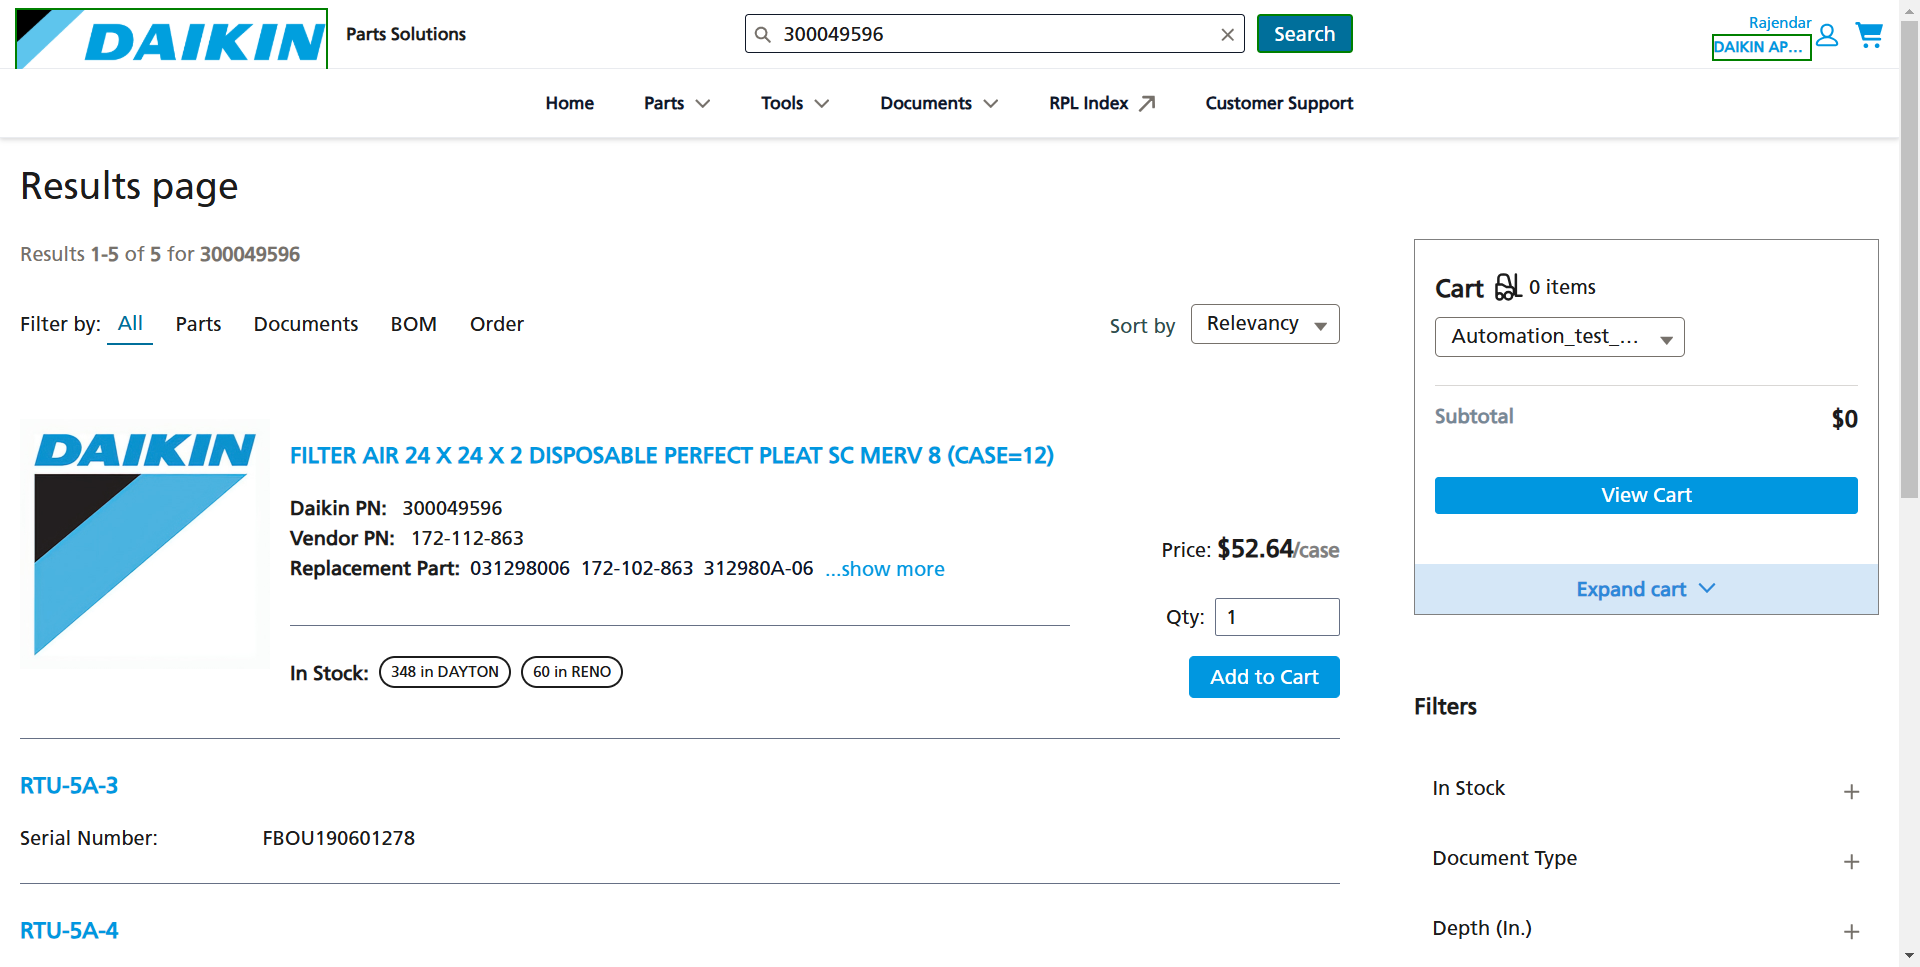 DAIKIN
Parts Solutions
300049596
Search
Rajendar
DAIKIN AP...
Home
Parts
Tools
Documents
RPL Index
Customer Support
Results page
Results 1-5 of 5 for 300049596
Filter by: All Parts Documents BOM Order
Sort by Relevancy
DAIKIN
FILTER AIR 24 X 24 X 2 DISPOSABLE PERFECT PLEAT SC MERV 8 (CASE=12)
Daikin PN: 300049596
Vendor PN: 172-112-863
Replacement Part: 031298006 172-102-863 312980A-06 ...show more
Price: $52.64/case
Qty: 1
In Stock: 348 in DAYTON 60 in RENO
Add to Cart
RTU-5A-3
Serial Number: FBOU190601278
RTU-5A-4
Cart 0 items
Automation_test_...
Subtotal $0
View Cart
Expand cart
Filters
In Stock
Document Type
Depth (In.)